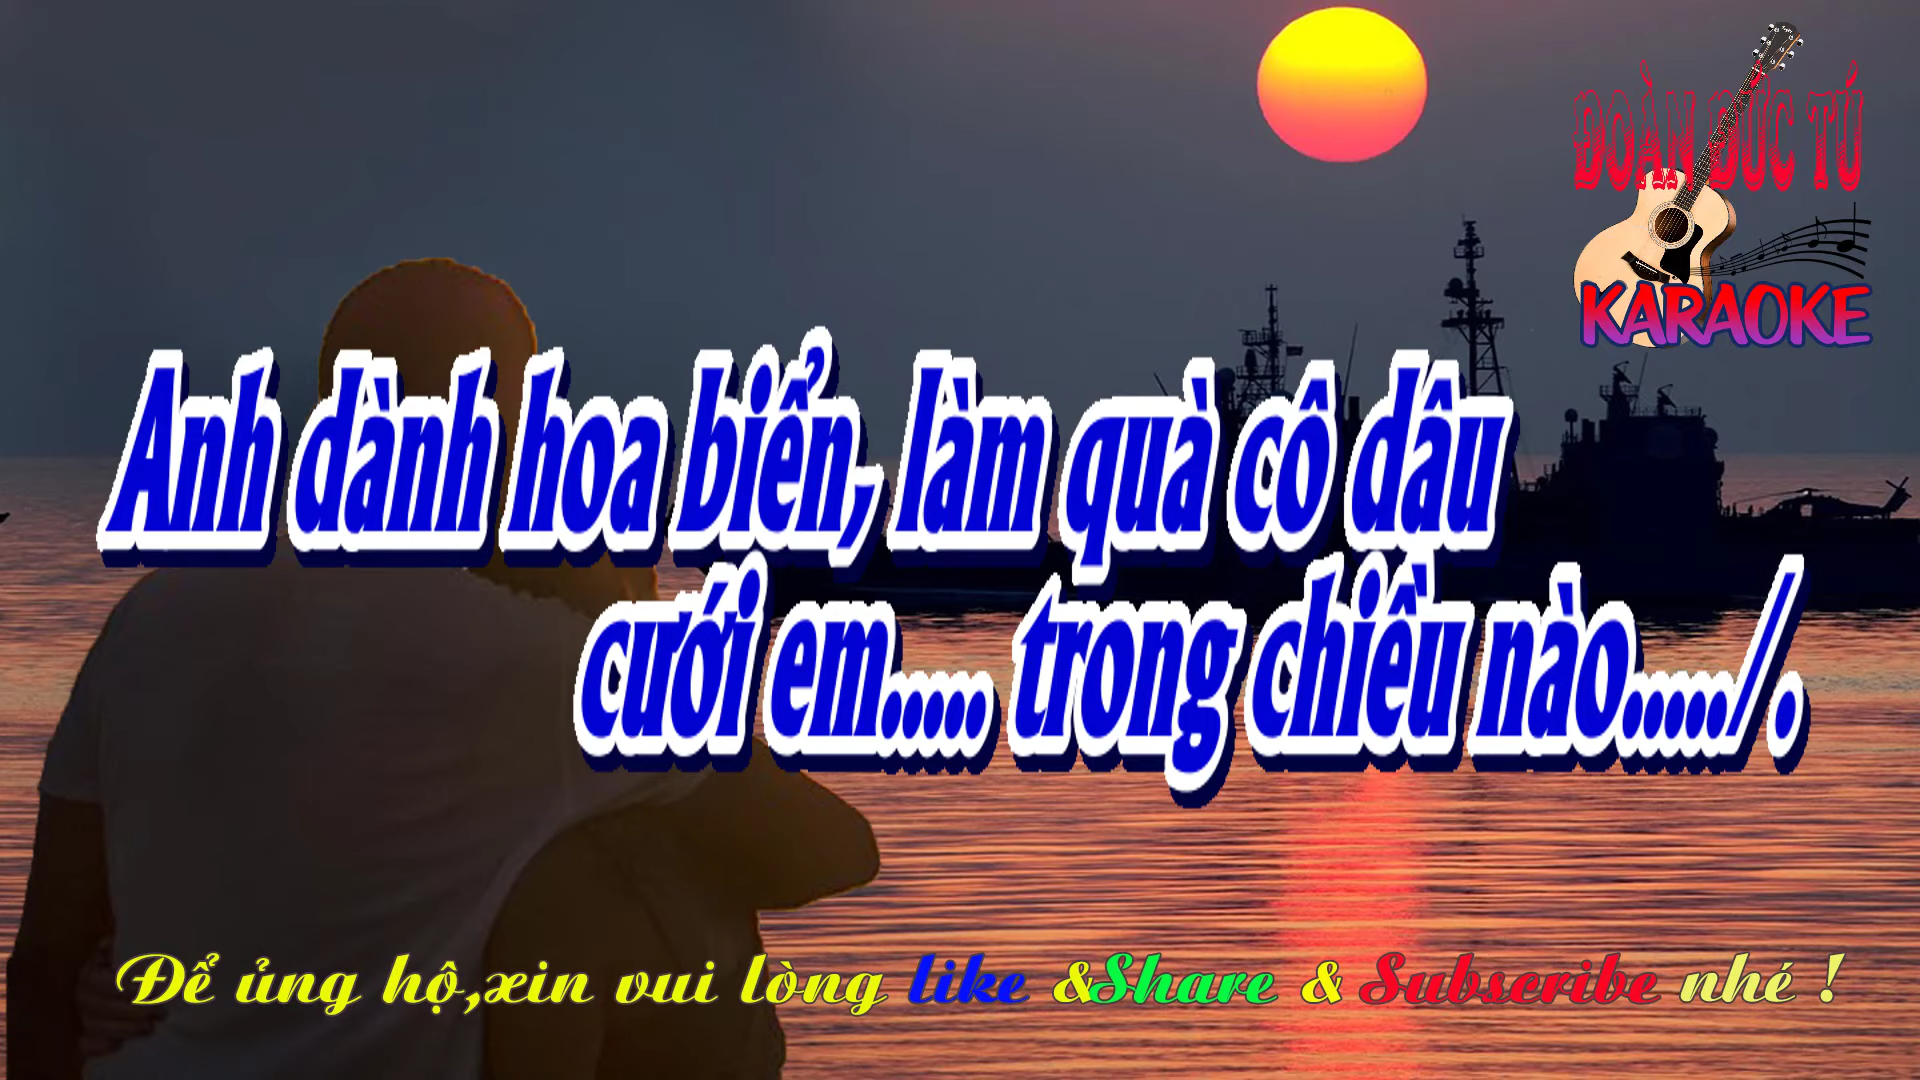 ĐOÀN ĐỨC TÚ
KARAOKE
Anh dành hoa biển, làm quà cô dâu
cưới em..... trong chiều nào...../.
Để ủng hộ,xin vui lòng like &Share & Subscribe nhé !